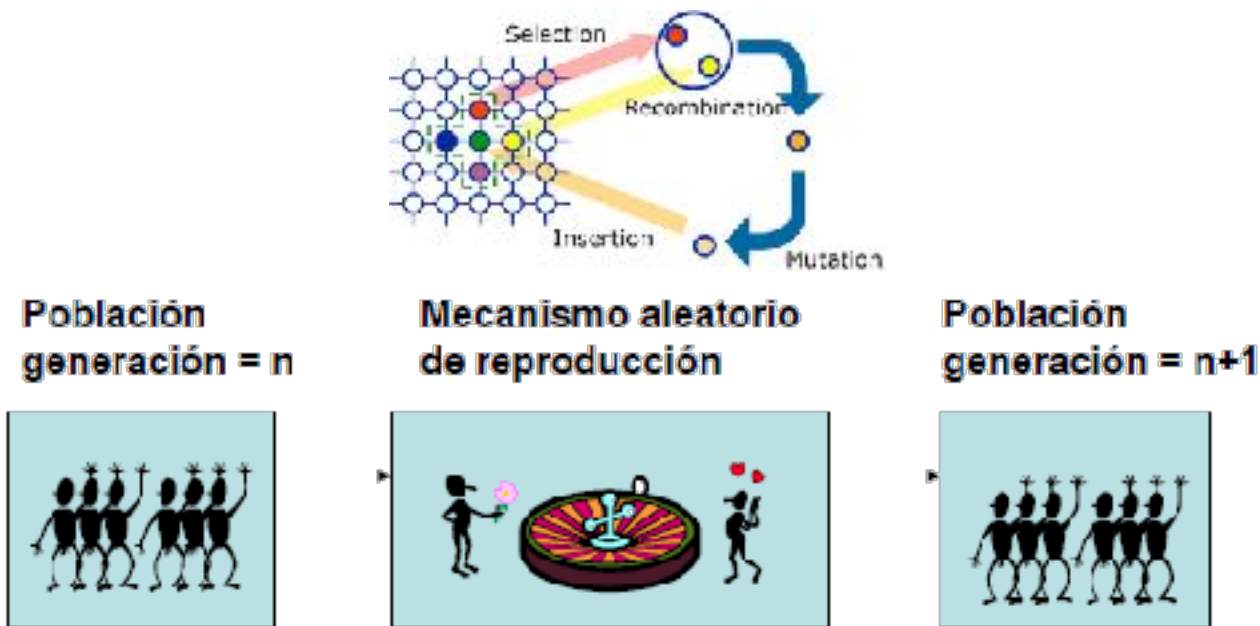 Selection
Recombination
Insertion
Mutation
Población
generación = n
Mecanismo aleatorio
de reproducción
Población
generación = n+1